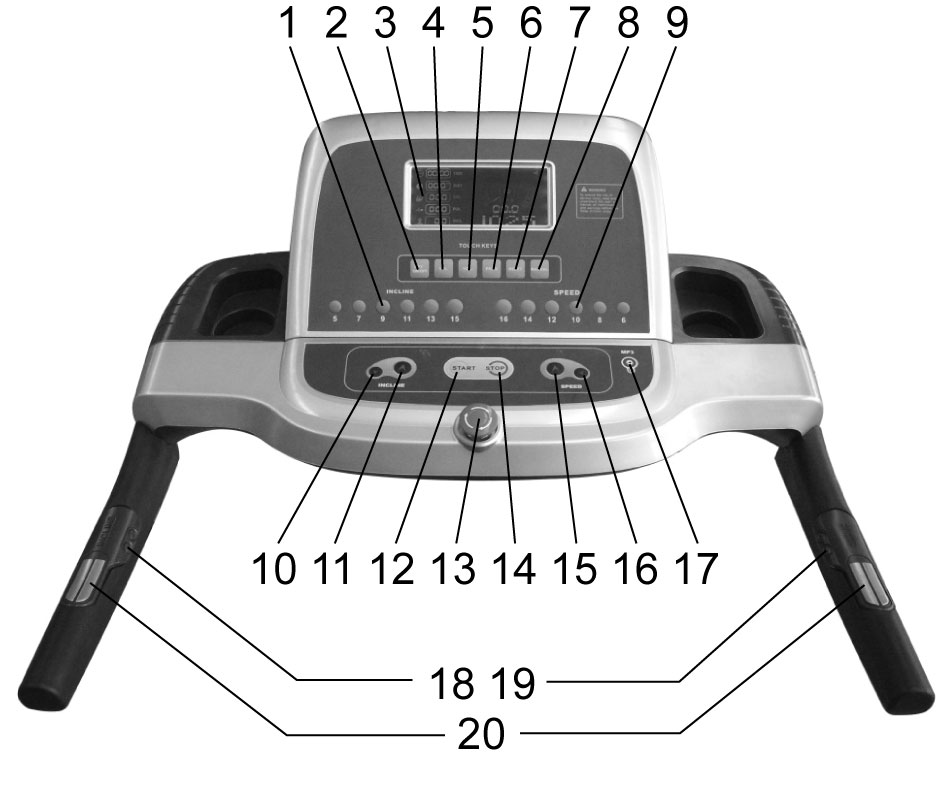 1 2 3 4 5 6 7 8 9
WARNING
TOUCH KEYS
INCLINE SPEED
5 7 9 11 13 15 16 14 12 10 8 6
MP3
START STOP
INCLINE SPEED
10 11 12 13 14 15 16 17
18 19
20